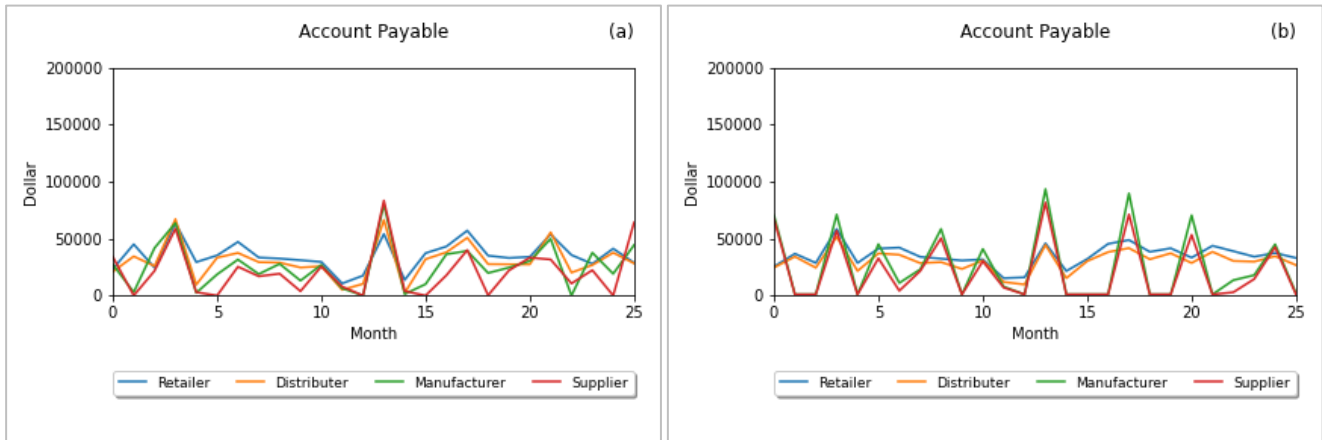 Account Payable (a)
200000
150000
100000
50000
0
Dollar
0 5 10 15 20 25
Month
Retailer Distributer Manufacturer Supplier
Account Payable (b)
200000
150000
100000
50000
0
Dollar
0 5 10 15 20 25
Month
Retailer Distributer Manufacturer Supplier